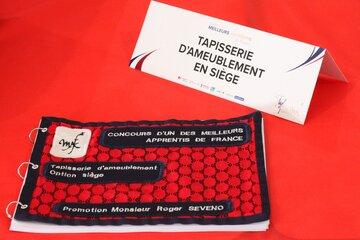 MEILLEURS
TAPISSERIE
D'AMEUBLEMENT
EN SIÈGE
CONCOURS D'UN DES MEILLEURS
APPRENTIS DE FRANCE
Tapisserie d'ameublement
Option siège
Promotion Monsieur Roger SEVENO